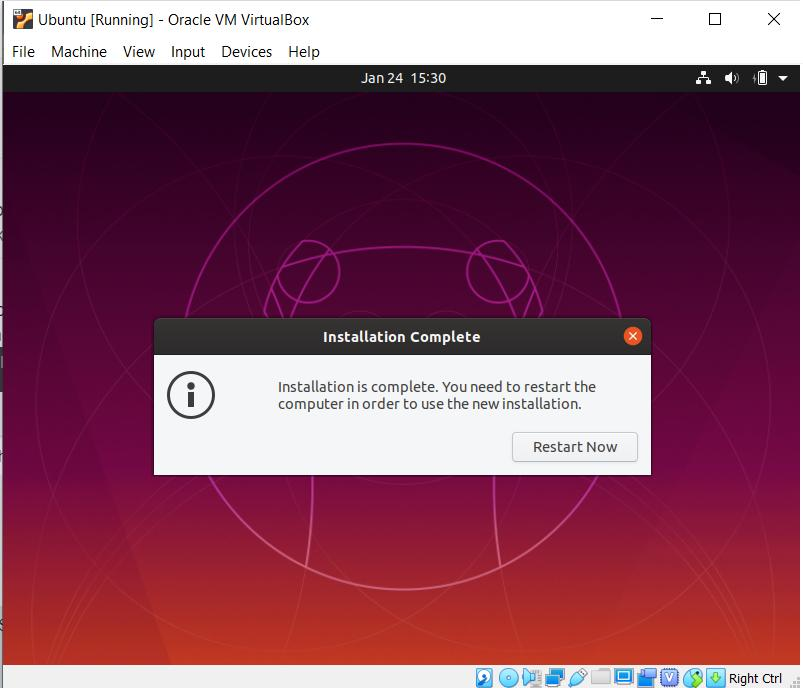 Ubuntu [Running] - Oracle VM VirtualBox
File Machine View Input Devices Help
Jan 24 15:30
Installation Complete
Installation is complete. You need to restart the
computer in order to use the new installation.
Restart Now
Right Ctrl